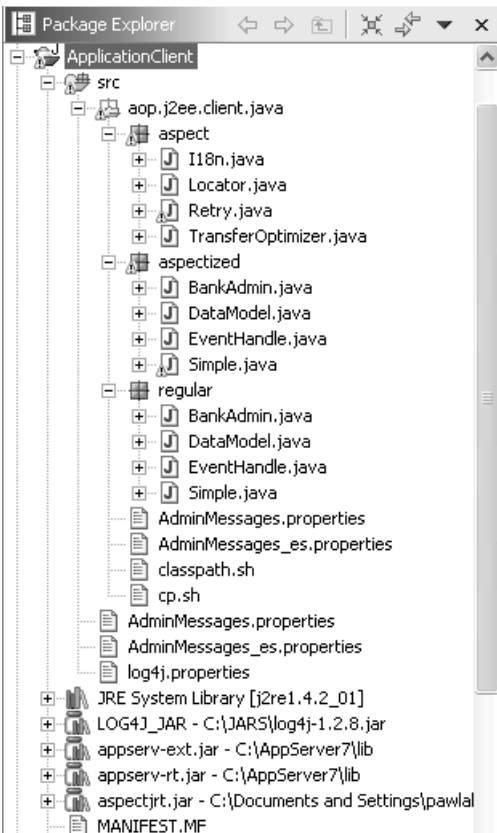 Package Explorer
ApplicationClient
src
aop.j2ee.client.java
aspect
I18n.java
Locator.java
Retry.java
TransferOptimizer.java
aspectized
BankAdmin.java
DataModel.java
EventHandle.java
Simple.java
regular
BankAdmin.java
DataModel.java
EventHandle.java
Simple.java
AdminMessages.properties
AdminMessages_es.properties
classpath.sh
cp.sh
AdminMessages.properties
AdminMessages_es.properties
log4j.properties
JRE System Library [j2re1.4.2_01]
LOG4J_JAR - C:\JARS\log4j-1.2.8.jar
appserv-ext.jar - C:\AppServer7\lib
appserv-rt.jar - C:\AppServer7\lib
aspectjrt.jar - C:\Documents and Settings\pawlal
MANIFEST.MF